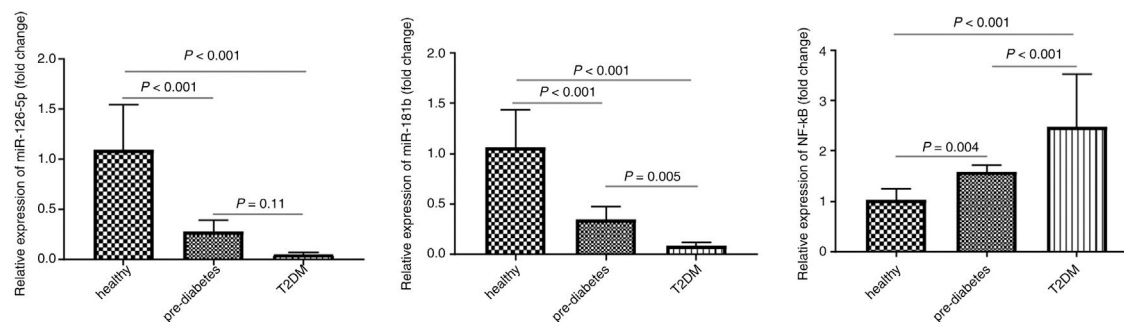 Relative expression of miR-126-5p (fold change)
2.0
1.5
1.0
0.5
0.0
P < 0.001
P < 0.001
P = 0.11
healthy
pre-diabetes
T2DM
Relative expression of miR-181b (fold change)
2.0
1.5
1.0
0.5
0.0
P < 0.001
P < 0.001
P = 0.005
healthy
pre-diabetes
T2DM
Relative expression of NF-kB (fold change)
4
3
2
1
0
P < 0.001
P < 0.001
P = 0.004
healthy
pre-diabetes
T2DM